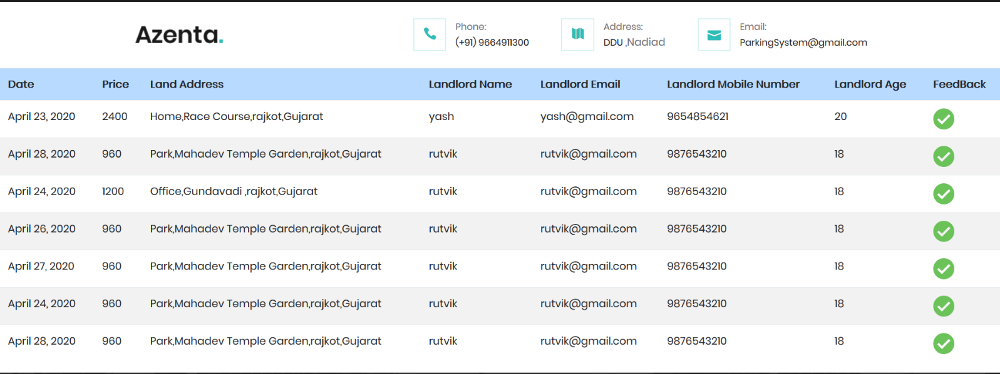 Azenta.
Phone:
(+91) 9664911300
Address:
DDU ,Nadiad
Email:
ParkingSystem@gmail.com
Date Price Land Address Landlord Name Landlord Email Landlord Mobile Number Landlord Age FeedBack
April 23, 2020 2400 Home,Race Course,rajkot,Gujarat yash yash@gmail.com 9654854621 20
April 28, 2020 960 Park,Mahadev Temple Garden,rajkot,Gujarat rutvik rutvik@gmail.com 9876543210 18
April 24, 2020 1200 Office,Gundavadi ,rajkot,Gujarat rutvik rutvik@gmail.com 9876543210 18
April 26, 2020 960 Park,Mahadev Temple Garden,rajkot,Gujarat rutvik rutvik@gmail.com 9876543210 18
April 27, 2020 960 Park,Mahadev Temple Garden,rajkot,Gujarat rutvik rutvik@gmail.com 9876543210 18
April 24, 2020 960 Park,Mahadev Temple Garden,rajkot,Gujarat rutvik rutvik@gmail.com 9876543210 18
April 28, 2020 960 Park,Mahadev Temple Garden,rajkot,Gujarat rutvik rutvik@gmail.com 9876543210 18